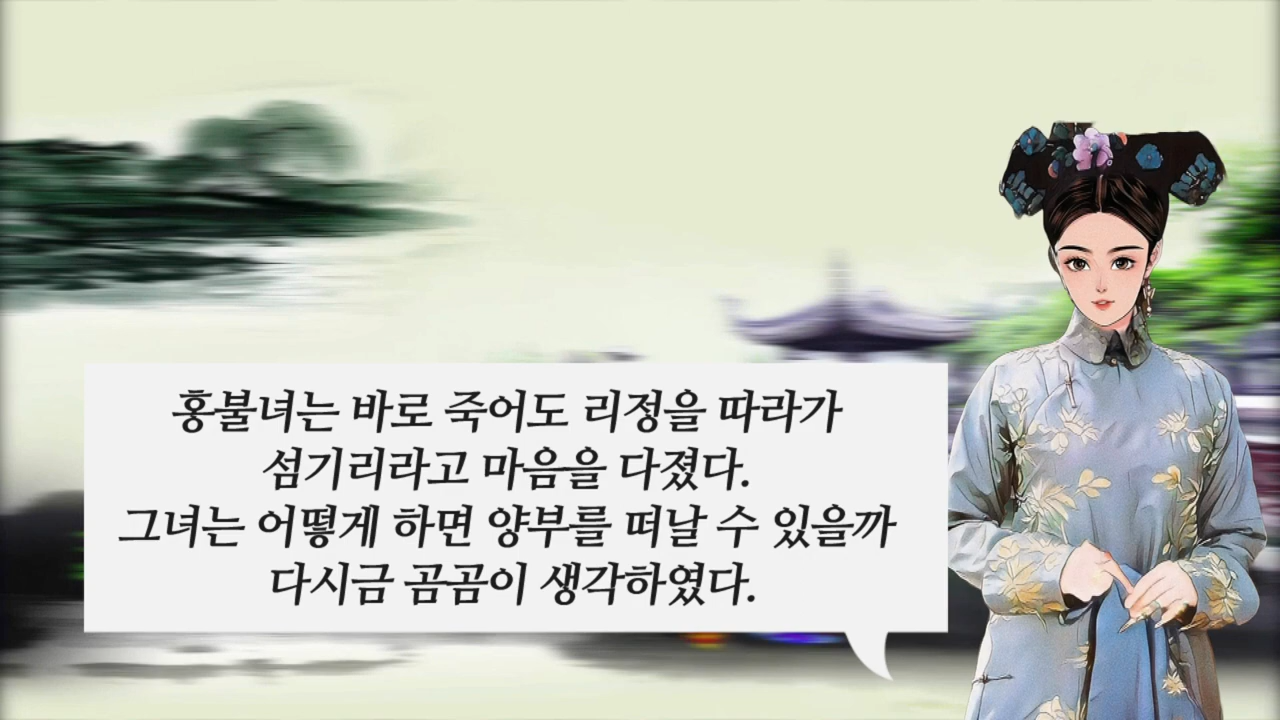 홍불녀는 바로 죽어도 리정을 따라가
섬기리라고 마음을 다졌다.
그녀는 어떻게 하면 양부를 떠날 수 있을까
다시금 곰곰이 생각하였다.